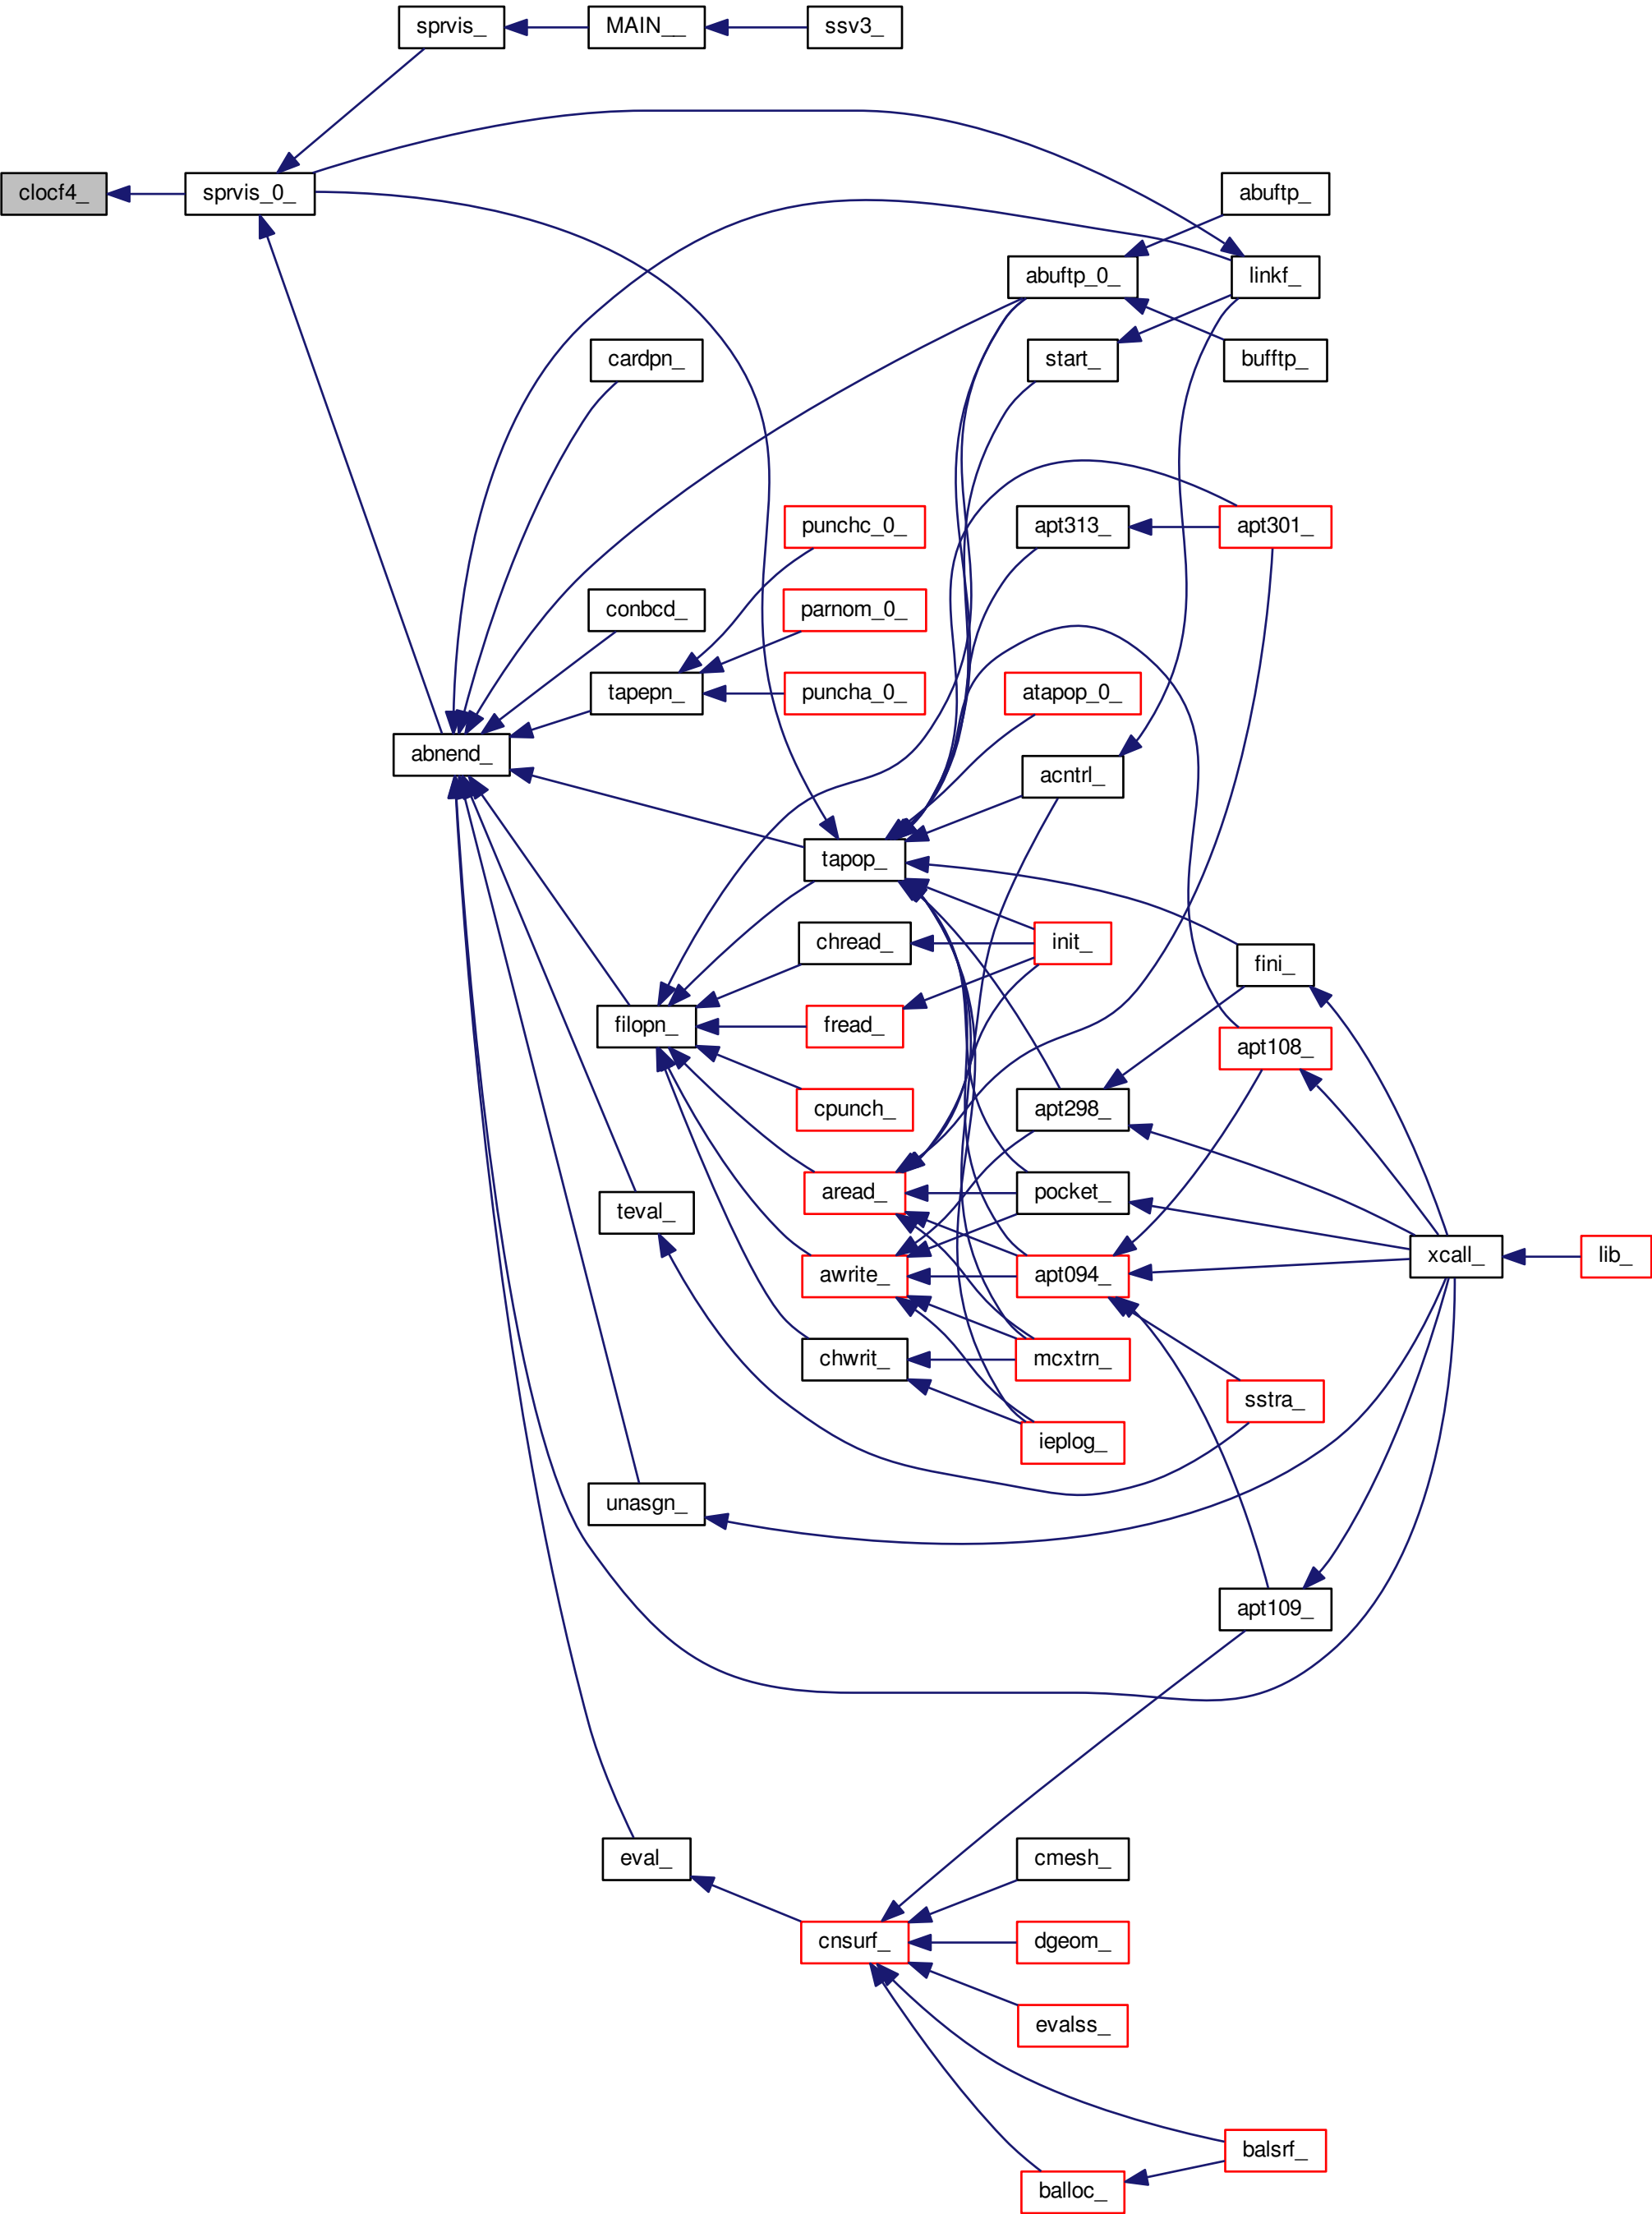 sprvis_
MAIN__
ssv3_
clocf4_
sprvis_0_
abuftp_
abuftp_0_
linkf_
cardpn_
start_
bufftp_
punchc_0_
apt313_
apt301_
conbcd_
parnom_0_
tapepn_
puncha_0_
atapop_0_
abnend_
acntrl_
tapop_
chread_
init_
fini_
filopn_
fread_
apt108_
cpunch_
apt298_
teval_
aread_
pocket_
xcall_
lib_
awrite_
apt094_
chwrit_
mcxtrn_
sstra_
ieplog_
unasgn_
apt109_
eval_
cmesh_
cnsurf_
dgeom_
evalss_
balsrf_
balloc_